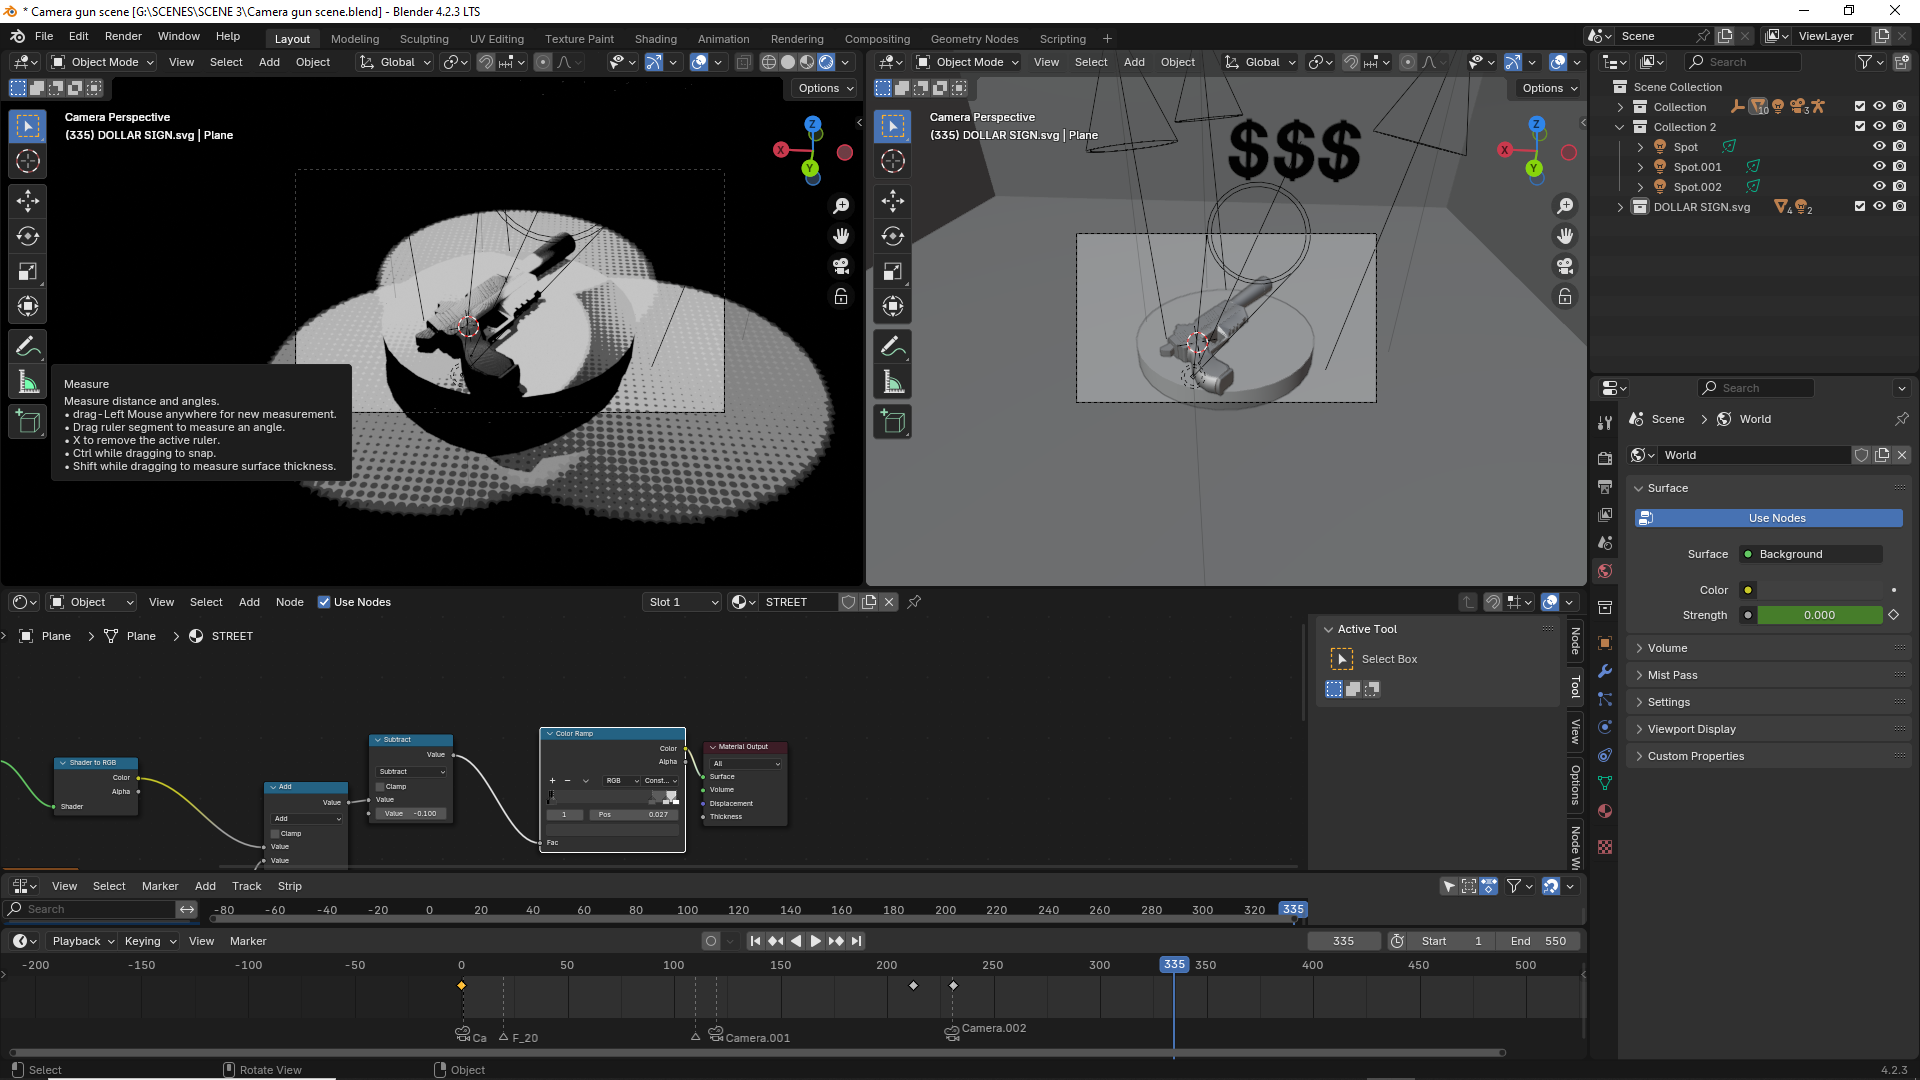 * Camera gun scene [G:\SCENES\SCENE 3\Camera gun scene.blend] - Blender 4.2.3 LTS
File Edit Render Window Help
Layout Modeling Sculpting UV Editing Texture Paint Shading Animation Rendering Compositing Geometry Nodes Scripting +
Scene
ViewLayer
Object Mode View Select Add Object Global
Object Mode View Select Add Object Global
Search
Options
Options
Camera Perspective
(335) DOLLAR SIGN.svg | Plane
Z
X
Y
Camera Perspective
(335) DOLLAR SIGN.svg | Plane
Z
X
Y
$$$
Scene Collection
Collection 10 3
Collection 2
Spot
Spot.001
Spot.002
DOLLAR SIGN.svg 4 2
Measure
Measure distance and angles.
• drag-Left Mouse anywhere for new measurement.
• Drag ruler segment to measure an angle.
• X to remove the active ruler.
• Ctrl while dragging to snap.
• Shift while dragging to measure surface thickness.
Search
Scene > World
World
Surface
Use Nodes
Surface Background
Color
Strength 0.000
Volume
Mist Pass
Settings
Viewport Display
Custom Properties
Object View Select Add Node Use Nodes Slot 1 STREET
Plane > Plane > STREET
Active Tool
Select Box
Node
Tool
View
Options
Node W
Shader to RGB
Color
Alpha
Shader
Add
Value
Add
Clamp
Value
Value
Subtract
Value
Subtract
Clamp
Value
Value -0.100
Color Ramp
Color
Alpha
RGB Const...
1 Pos 0.027
Fac
Material Output
All
Surface
Volume
Displacement
Thickness
View Select Marker Add Track Strip
Search
-80 -60 -40 -20 0 20 40 60 80 100 120 140 160 180 200 220 240 260 280 300 320 335
Playback Keying View Marker
335 Start 1 End 550
-200 -150 -100 -50 0 50 100 150 200 250 300 335 350 400 450 500
Ca F_20 Camera.001 Camera.002
Select Rotate View Object 4.2.3